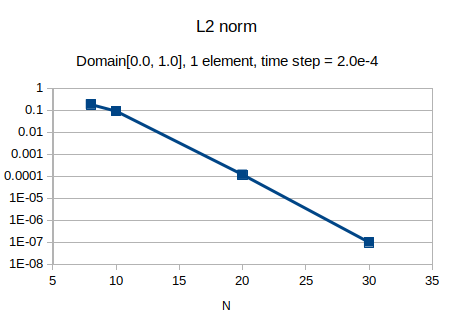 L2 norm
Domain[0.0, 1.0], 1 element, time step = 2.0e-4
1
0.1
0.01
0.001
0.0001
1E-05
1E-06
1E-07
1E-08
5 10 15 20 25 30 35
N